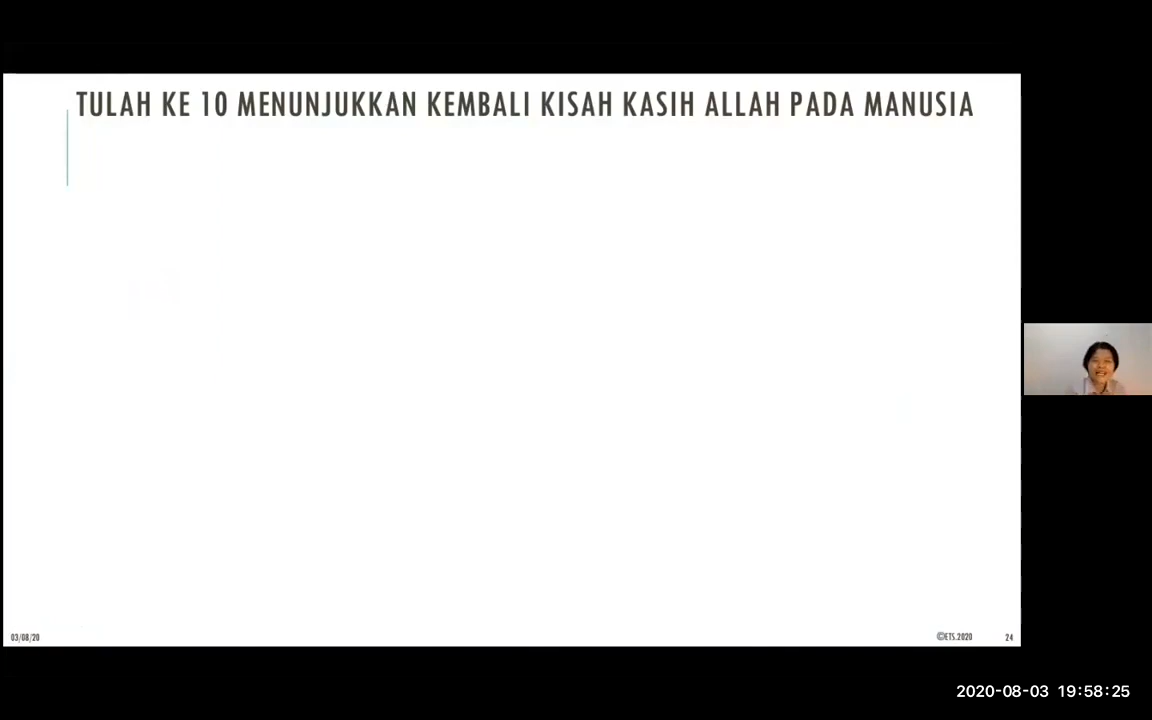 TULAH KE 10 MENUNJUKKAN KEMBALI KISAH KASIH ALLAH PADA MANUSIA
03/08/20
©ETS.2020
24
2020-08-03 19:58:25